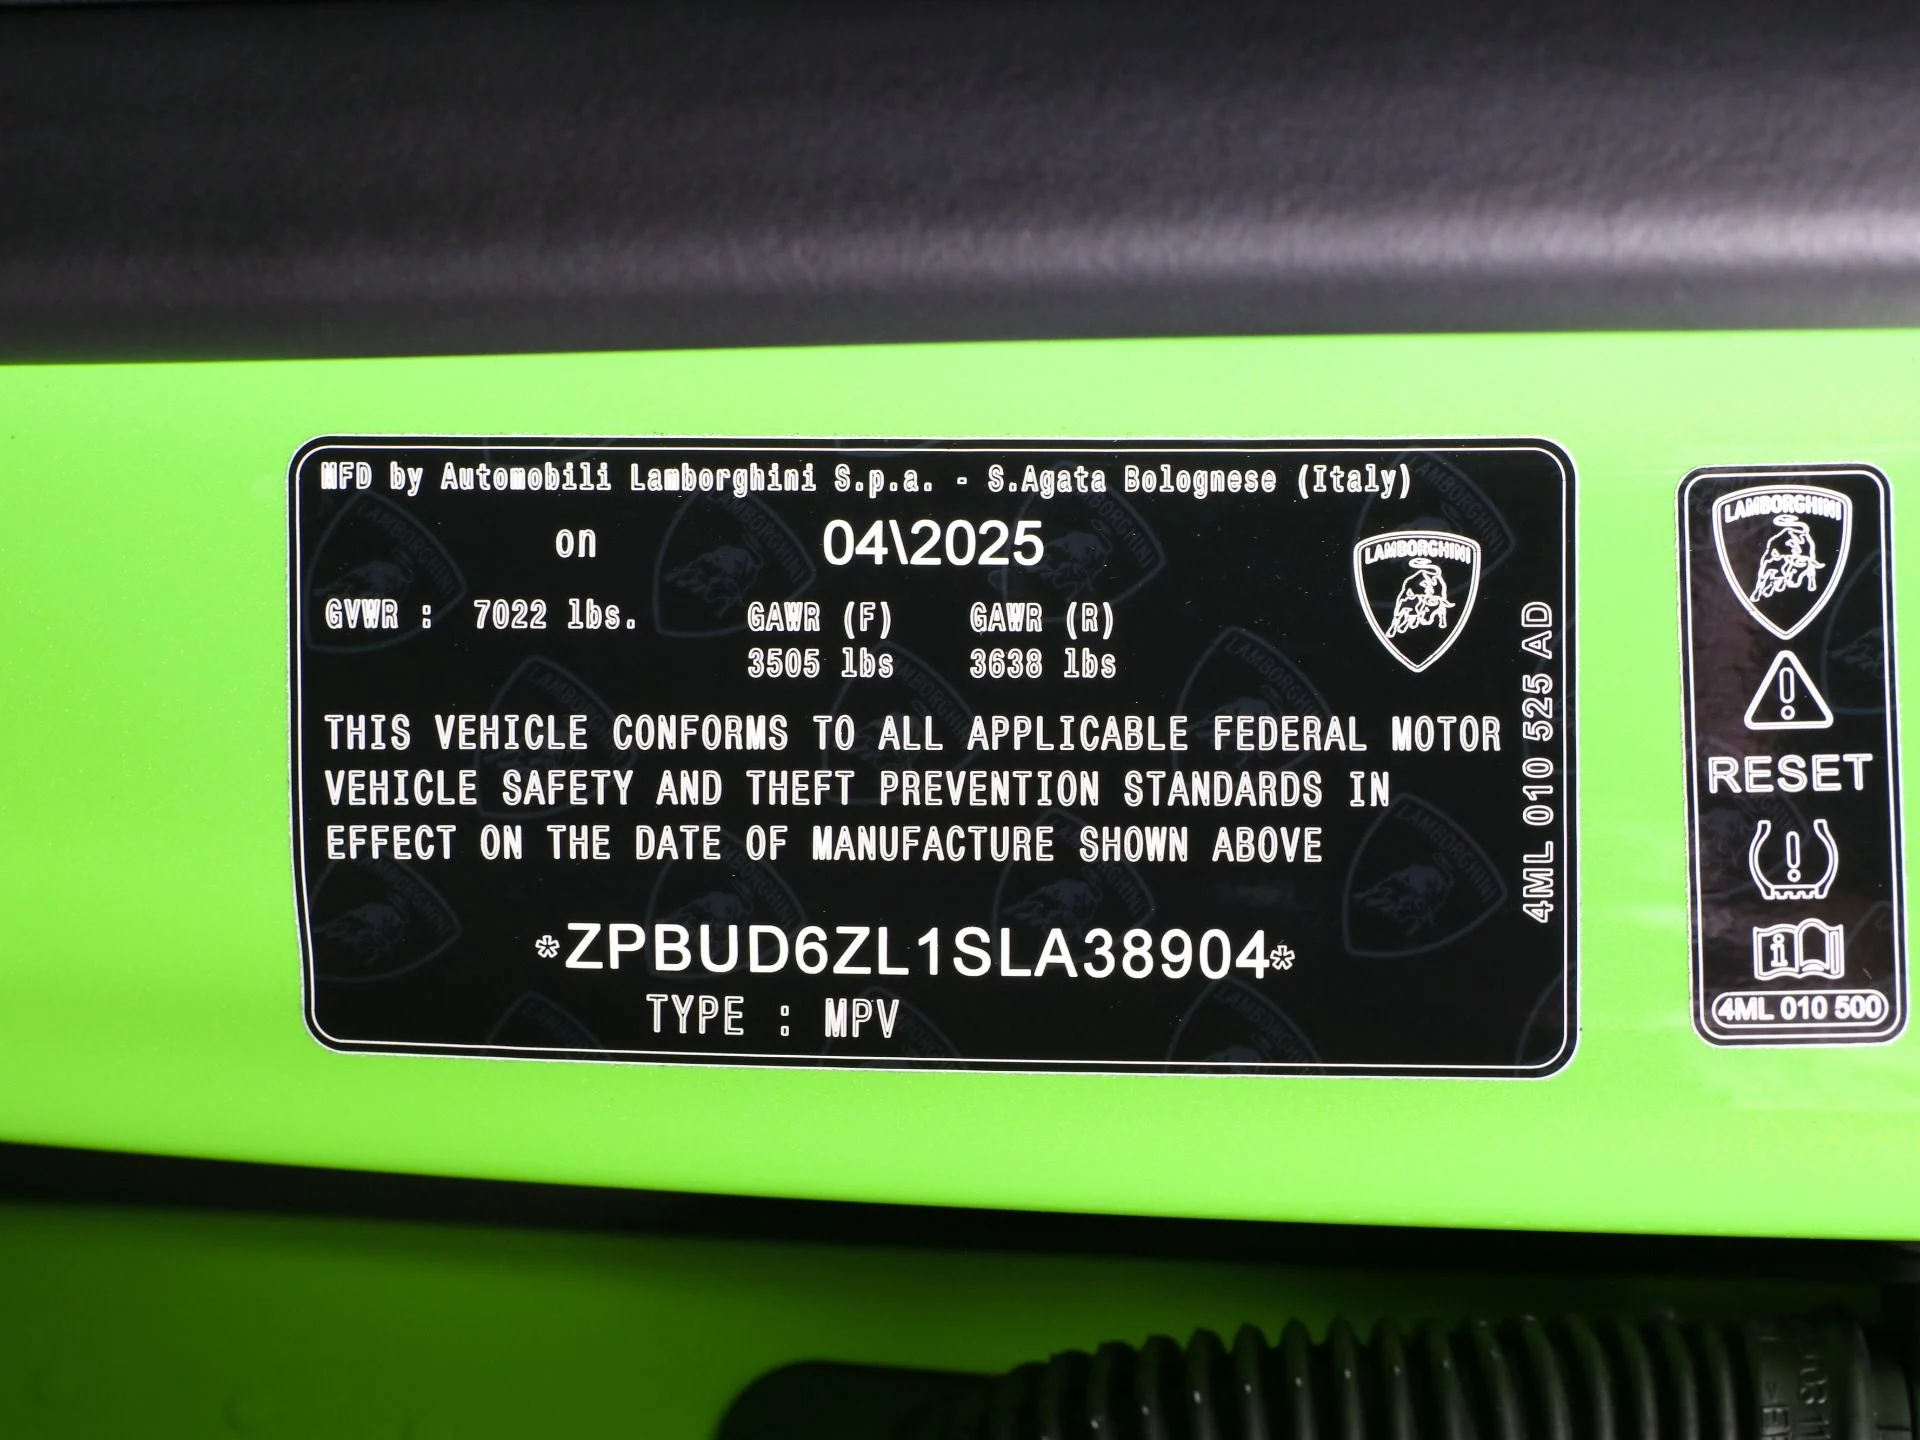 MFD by Automobili Lamborghini S.p.a. - S.Agata Bolognese (Italy)
on 04\2025
LAMBORGHINI
GVWR : 7022 lbs. GAWR (F) GAWR (R)
3505 lbs 3638 lbs
THIS VEHICLE CONFORMS TO ALL APPLICABLE FEDERAL MOTOR
VEHICLE SAFETY AND THEFT PREVENTION STANDARDS IN
EFFECT ON THE DATE OF MANUFACTURE SHOWN ABOVE
*ZPBUD6ZL1SLA38904*
TYPE : MPV
4ML 010 525 AD
LAMBORGHINI
RESET
4ML 010 500